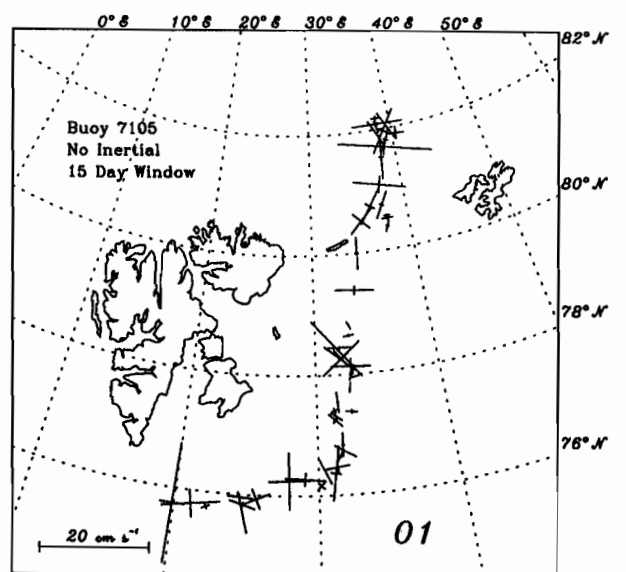 0° E 10° E 20° E 30° E 40° E 50° E
82° N
Buoy 7105
No Inertial
15 Day Window
80° N
78° N
76° N
20 cm s⁻¹
O1